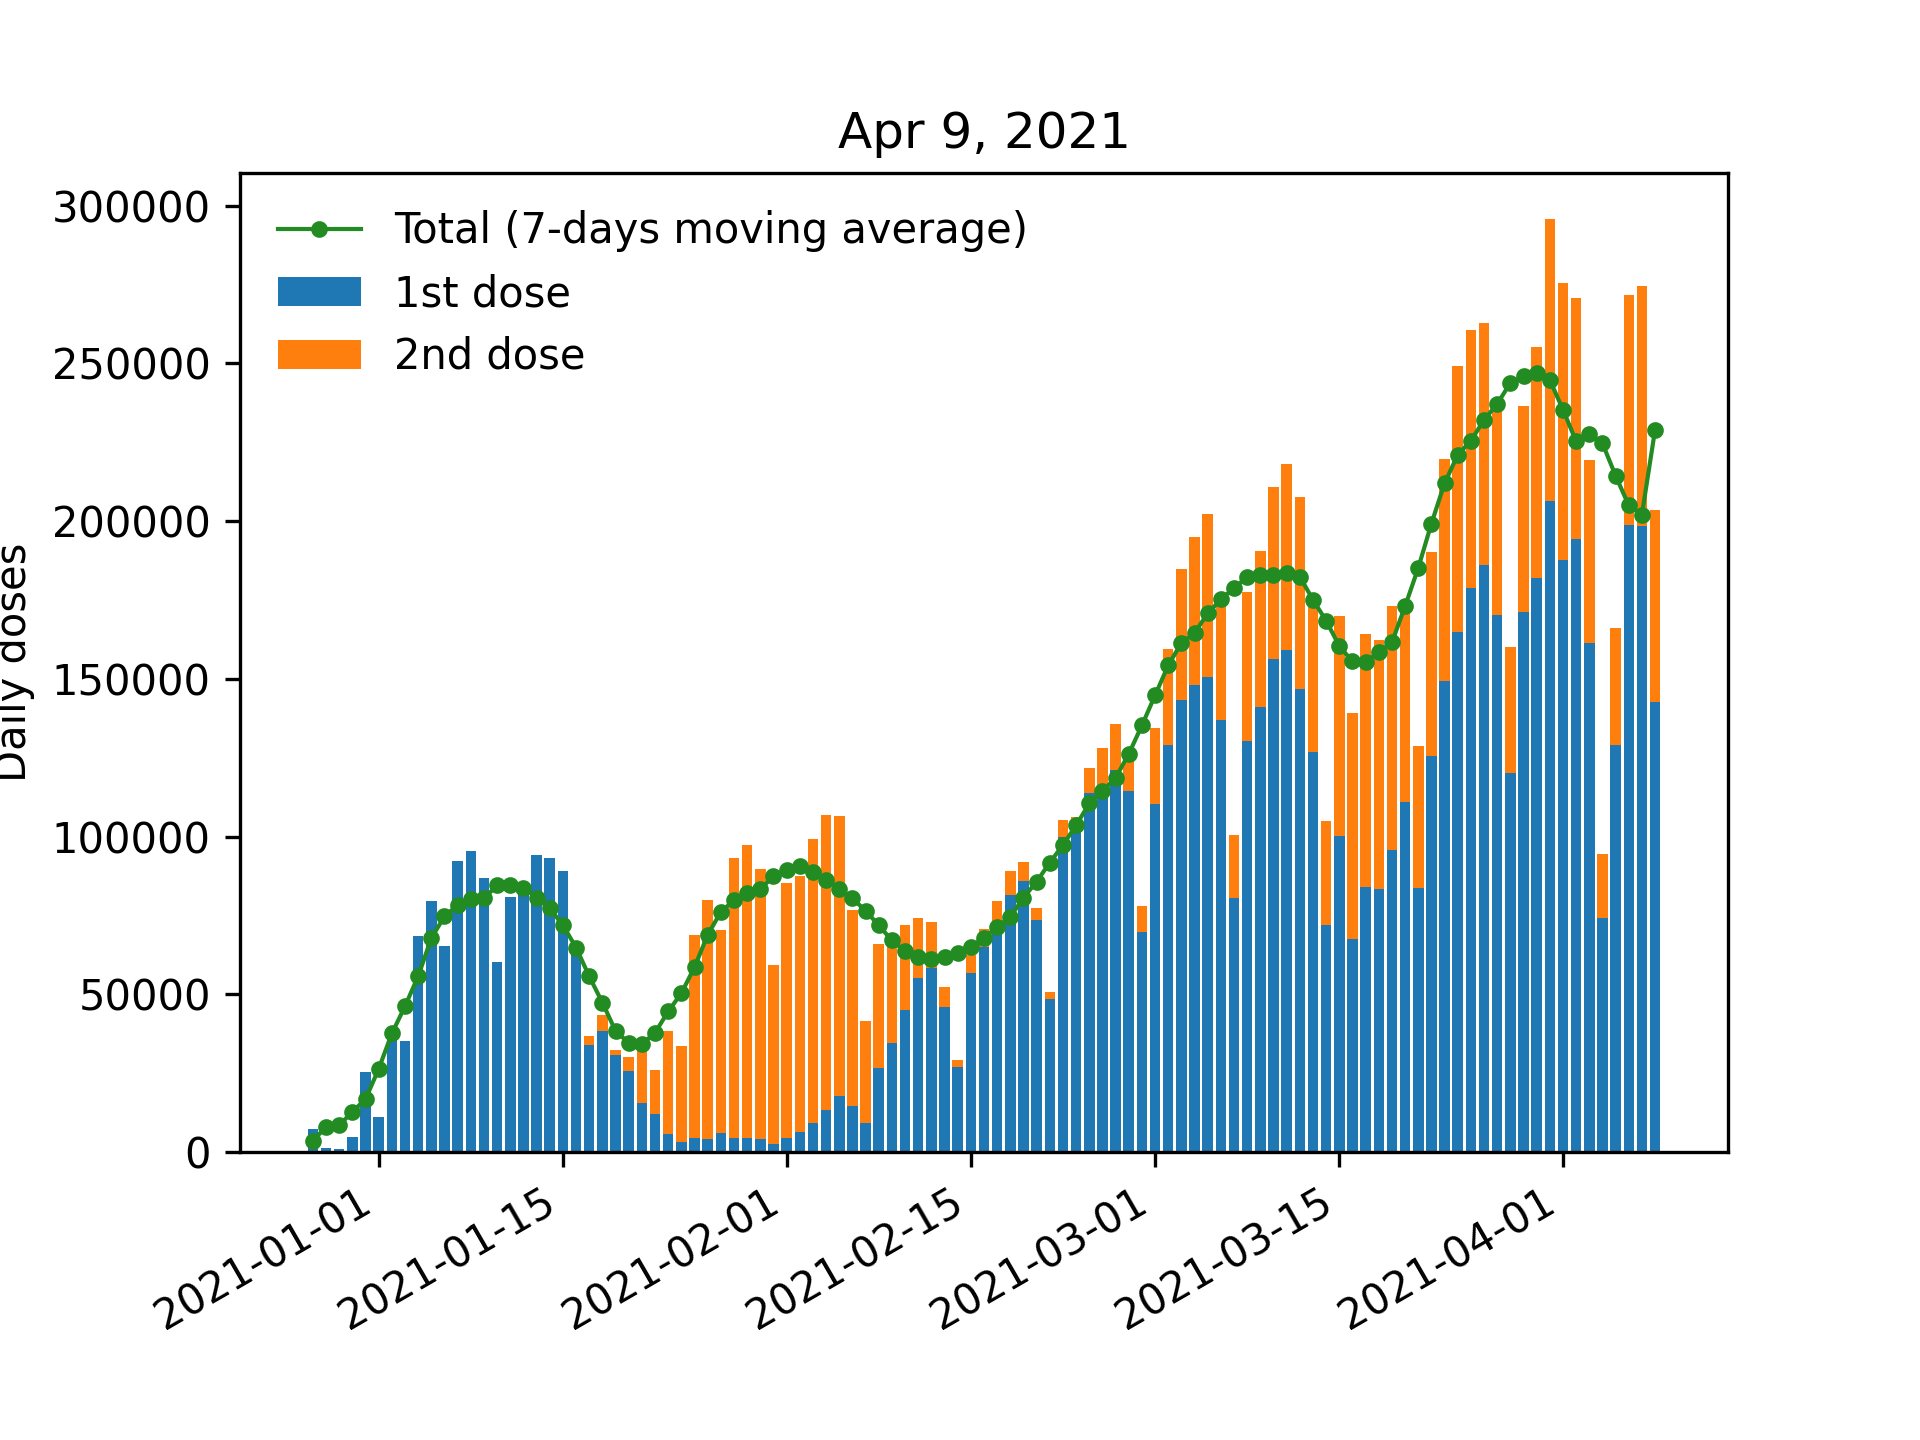 Apr 9, 2021
Total (7-days moving average)
1st dose
2nd dose
Daily doses
300000
250000
200000
150000
100000
50000
0
2021-01-01
2021-01-15
2021-02-01
2021-02-15
2021-03-01
2021-03-15
2021-04-01